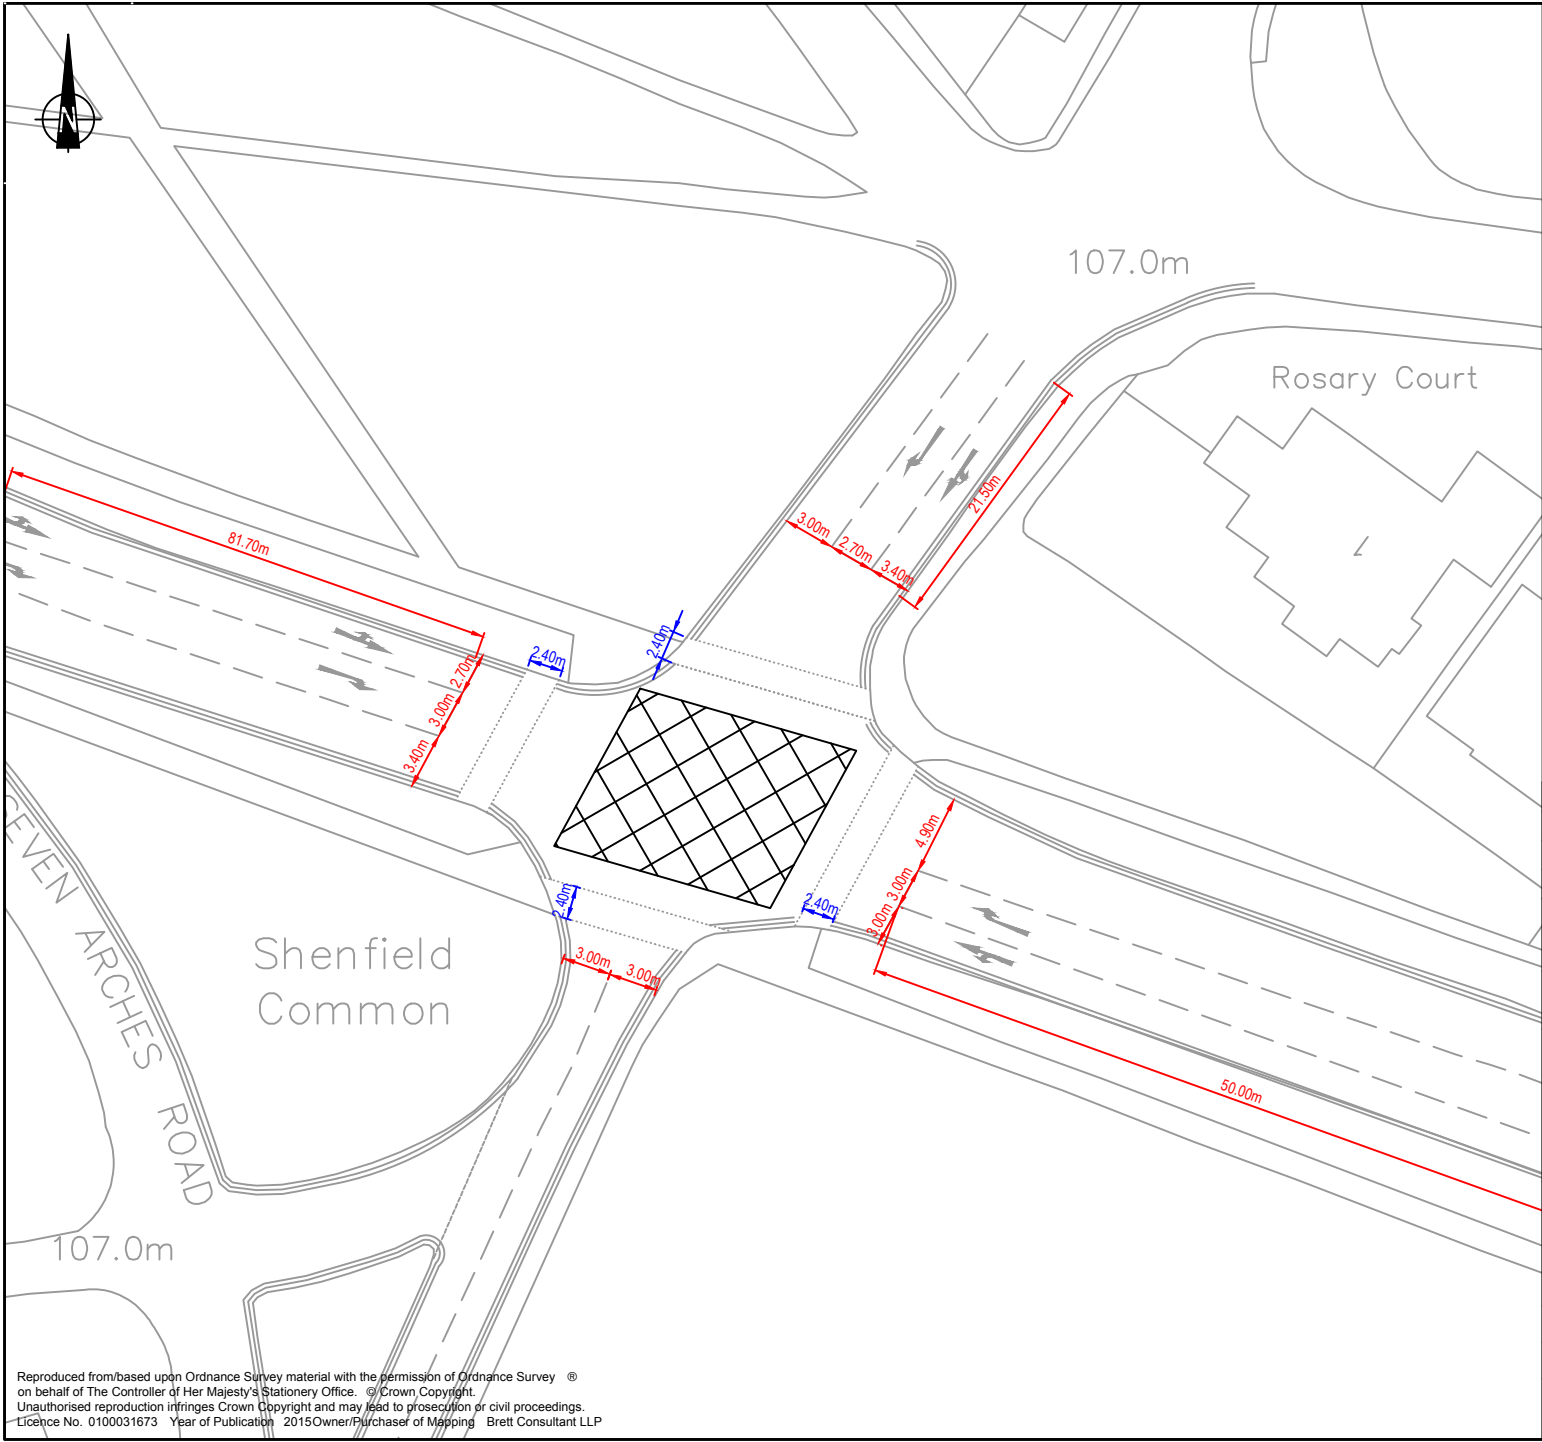 N
107.0m
Rosary Court
1
81.70m
3.00m
2.70m
3.40m
21.50m
2.40m
2.40m
2.70m
3.00m
3.40m
4.90m
3.00m
3.00m
2.40m
2.40m
3.00m
3.00m
50.00m
SEVEN ARCHES ROAD
Shenfield
Common
107.0m
Reproduced from/based upon Ordnance Survey material with the permission of Ordnance Survey ®
on behalf of The Controller of Her Majesty's Stationery Office. © Crown Copyright.
Unauthorised reproduction infringes Crown Copyright and may lead to prosecution or civil proceedings.
Licence No. 0100031673 Year of Publication 2015Owner/Purchaser of Mapping Brett Consultant LLP